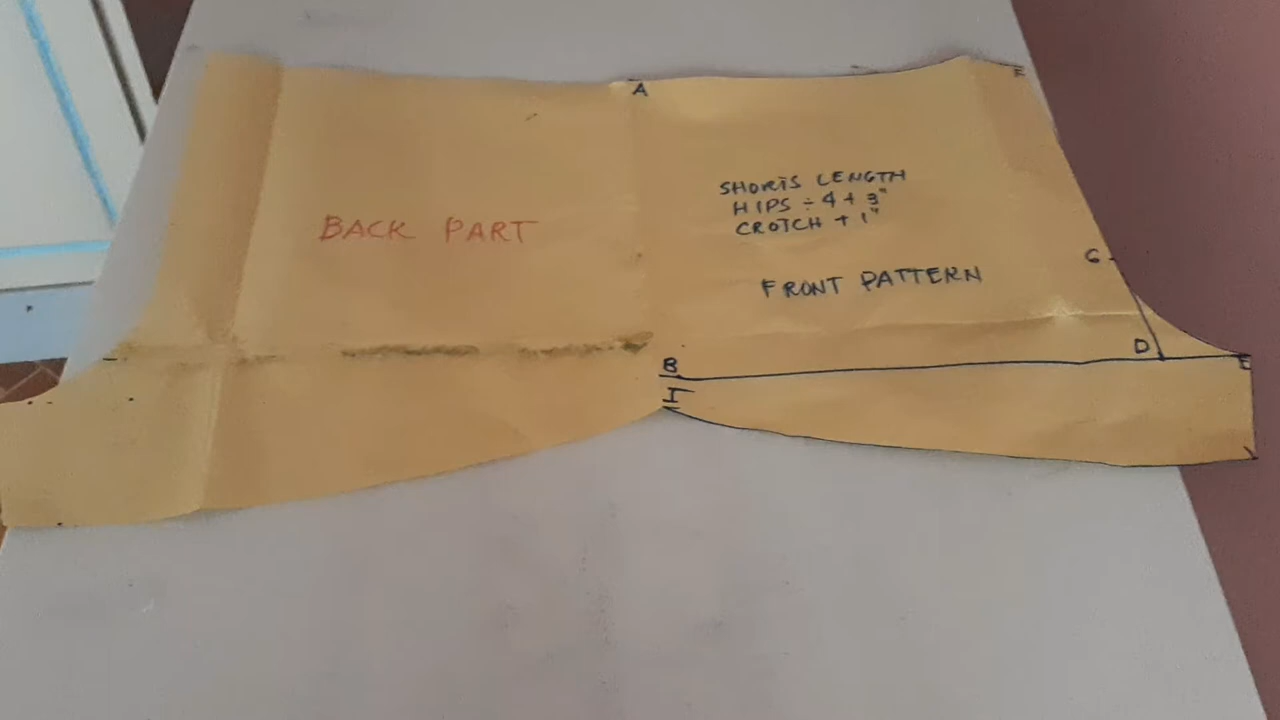 A
F
SHORTS LENGTH
HIPS ÷ 4 + 3"
CROTCH + 1"
BACK PART
G
FRONT PATTERN
B
D
E
I